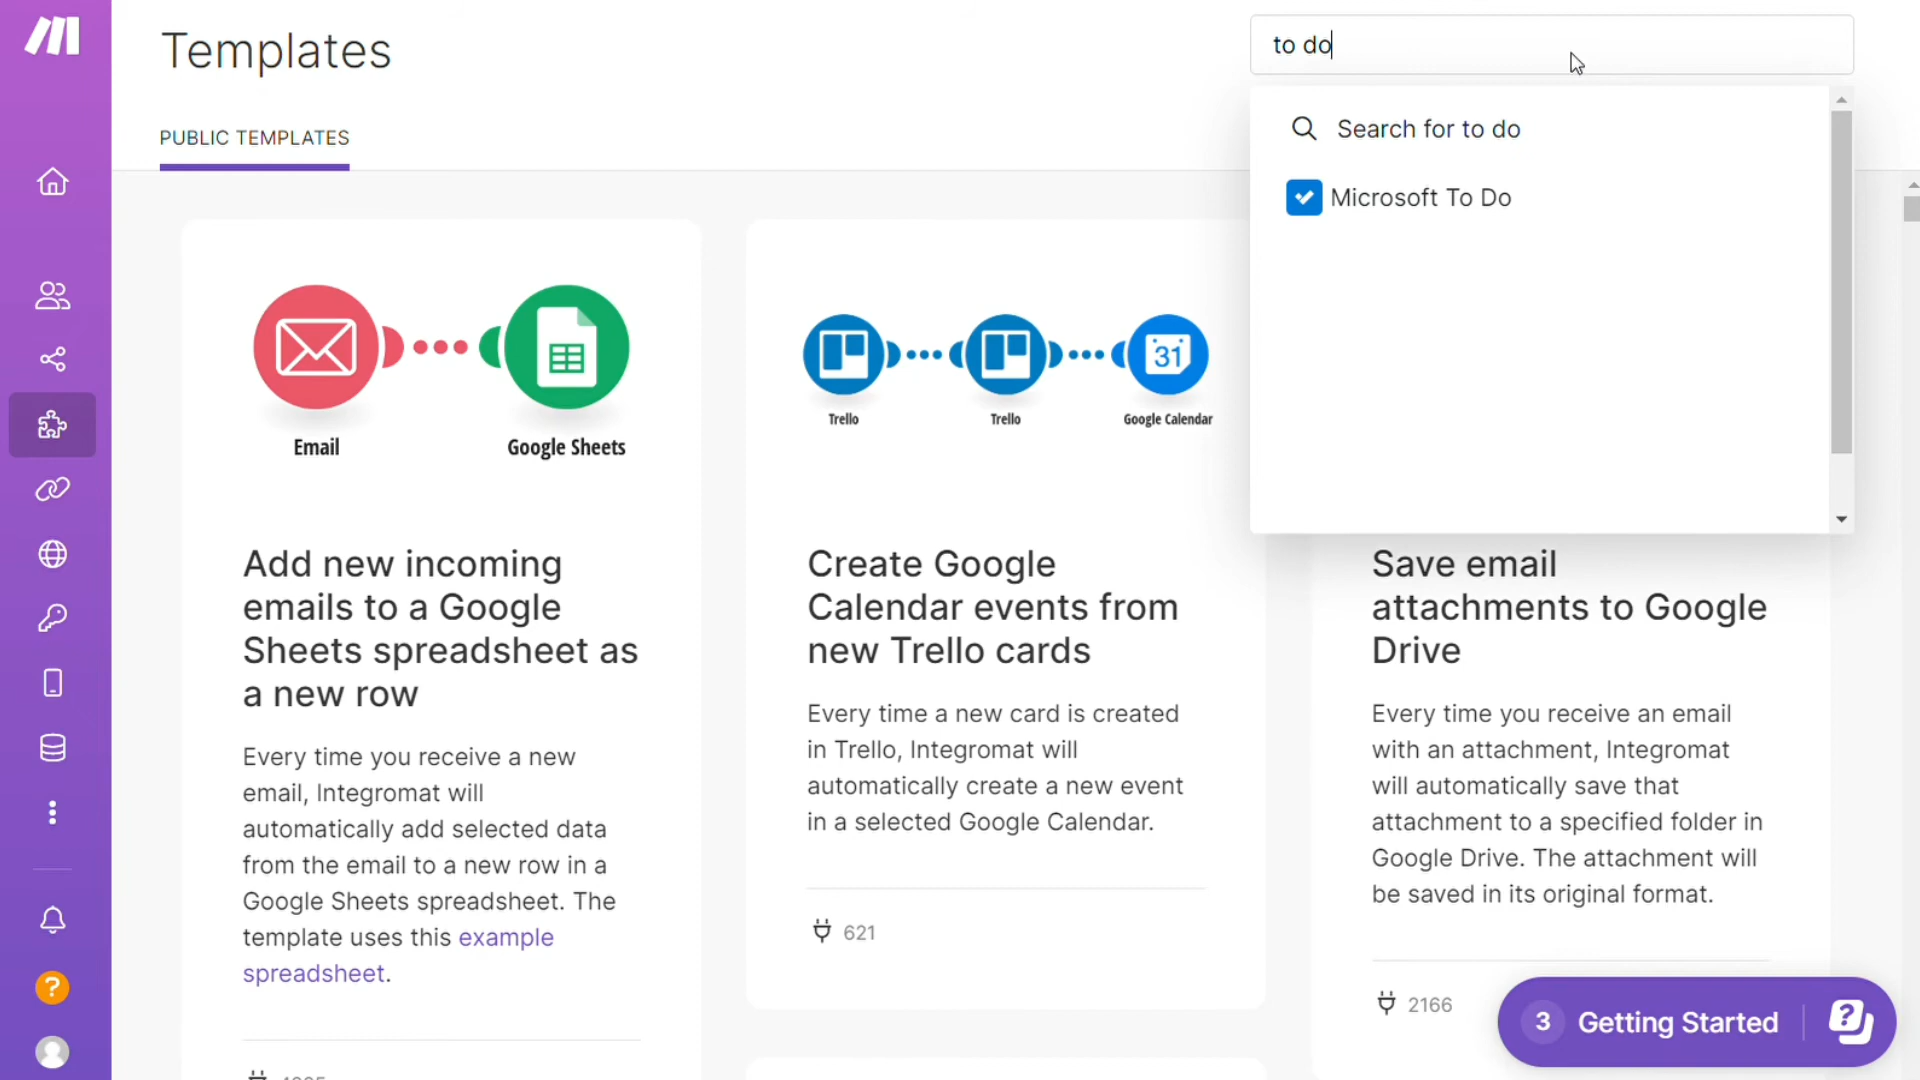 Templates
to do
PUBLIC TEMPLATES
Search for to do
Microsoft To Do
Email
Google Sheets
Add new incoming
emails to a Google
Sheets spreadsheet as
a new row
Every time you receive a new
email, Integromat will
automatically add selected data
from the email to a new row in a
Google Sheets spreadsheet. The
template uses this example
spreadsheet.
Trello
Trello
31
Google Calendar
Create Google
Calendar events from
new Trello cards
Every time a new card is created
in Trello, Integromat will
automatically create a new event
in a selected Google Calendar.
621
Save email
attachments to Google
Drive
Every time you receive an email
with an attachment, Integromat
will automatically save that
attachment to a specified folder in
Google Drive. The attachment will
be saved in its original format.
2166
3 Getting Started